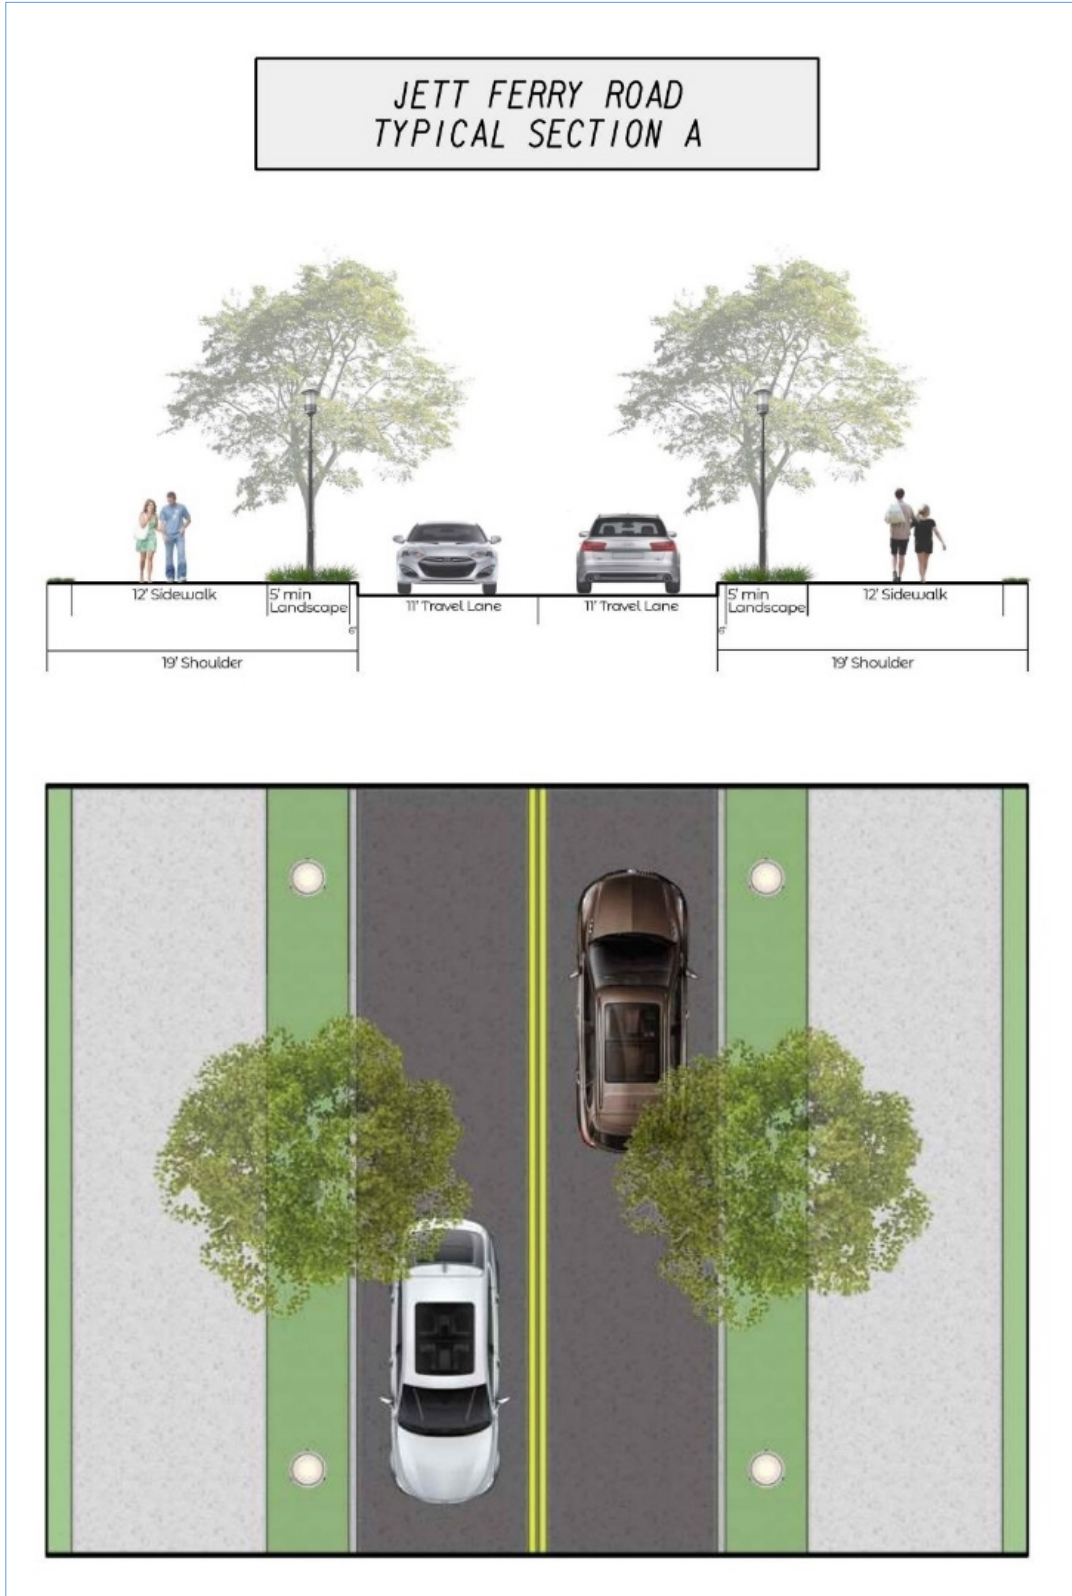 JETT FERRY ROAD
TYPICAL SECTION A
12' Sidewalk
5' min
Landscape
11' Travel Lane
11' Travel Lane
5' min
Landscape
12' Sidewalk
19' Shoulder
19' Shoulder